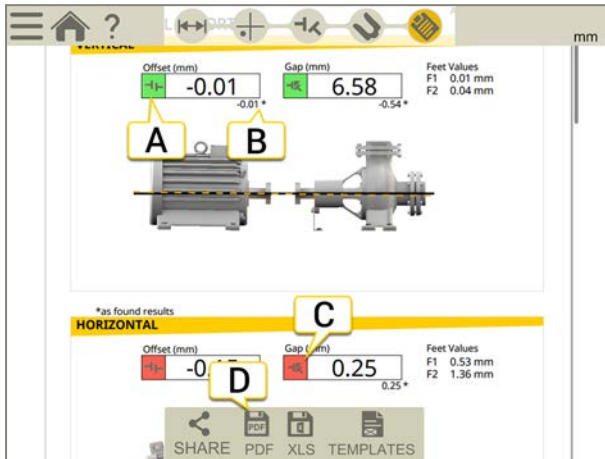 ?
mm
VERTICAL
Offset (mm)
-0.01
-0.01 *
Gap (mm)
6.58
-0.54 *
Feet Values
F1 0.01 mm
F2 0.04 mm
A
B
*as found results
HORIZONTAL
C
Offset (mm)
Gap
0.25
0.25 *
Feet Values
F1 0.53 mm
F2 1.36 mm
D
SHARE PDF XLS TEMPLATES